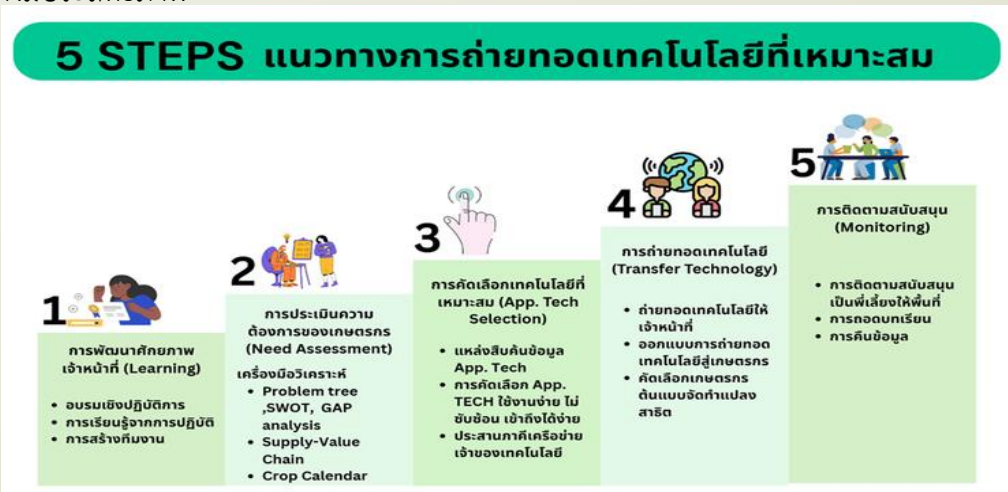 5 STEPS แนวทางการถ่ายทอดเทคโนโลยีที่เหมาะสม
1
การพัฒนาศักยภาพ
เจ้าหน้าที่ (Learning)
• อบรมเชิงปฏิบัติการ
• การเรียนรู้จากการปฏิบัติ
• การสร้างทีมงาน
2
การประเมินความ
ต้องการของเกษตรกร
(Need Assessment)
เครื่องมือวิเคราะห์
• Problem tree
,SWOT, GAP
analysis
• Supply-Value
Chain
• Crop Calendar
3
การคัดเลือกเทคโนโลยีที่
เหมาะสม (App. Tech
Selection)
• แหล่งสืบค้นข้อมูล
App. Tech
• การคัดเลือก App.
TECH ใช้งานง่าย ไม่
ซับซ้อน เข้าถึงได้ง่าย
• ประสานภาคีเครือข่าย
เจ้าของเทคโนโลยี
4
การถ่ายทอดเทคโนโลยี
(Transfer Technology)
• ถ่ายทอดเทคโนโลยีให้
เจ้าหน้าที่
• ออกแบบการถ่ายทอด
เทคโนโลยีสู่เกษตรกร
• คัดเลือกเกษตรกร
ต้นแบบจัดทำแปลง
สาธิต
5
การติดตามสนับสนุน
(Monitoring)
• การติดตามสนับสนุน
เป็นพี่เลี้ยงให้พื้นที่
• การถอดบทเรียน
• การคืนข้อมูล